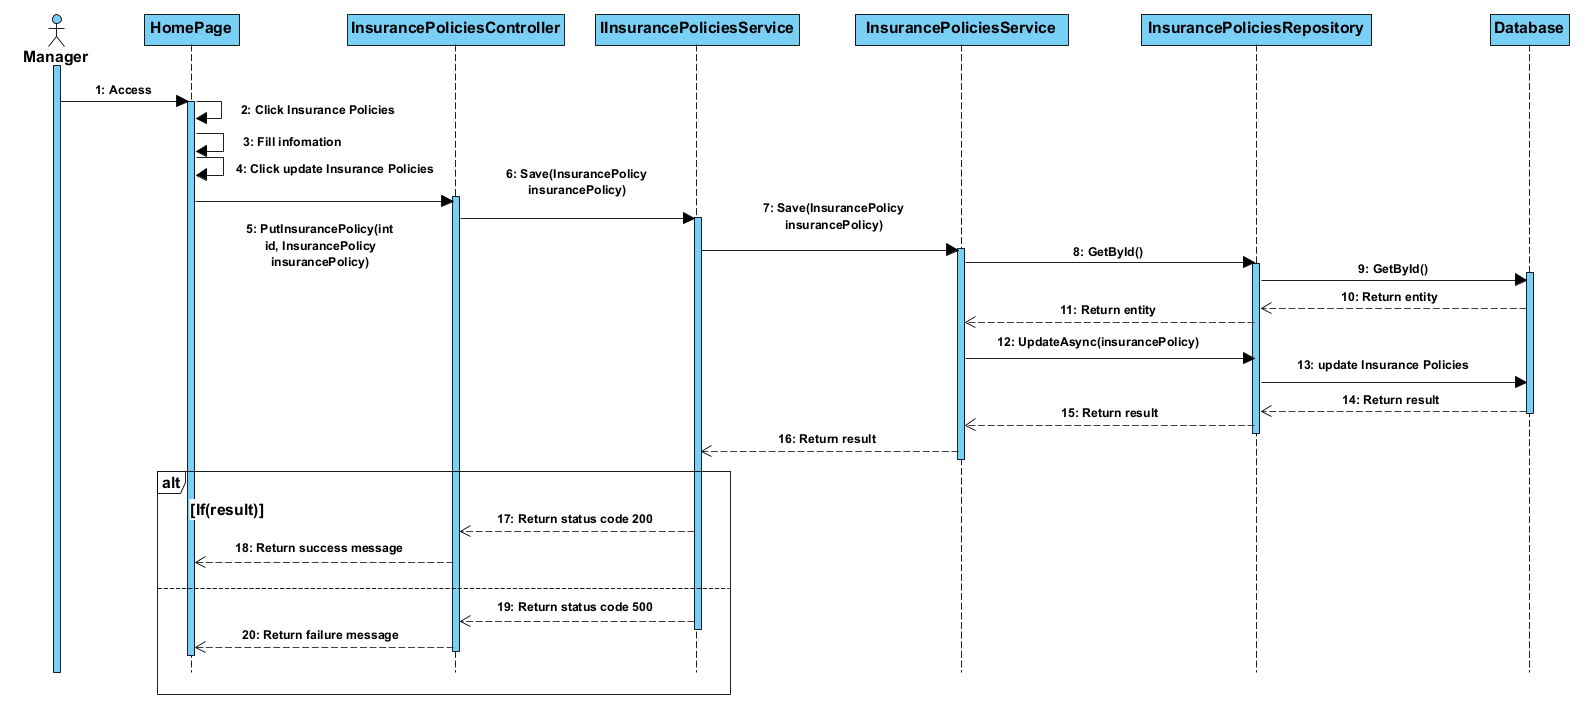 HomePage
InsurancePoliciesController
IInsurancePoliciesService
InsurancePoliciesService
InsurancePoliciesRepository
Database
Manager
1: Access
2: Click Insurance Policies
3: Fill infomation
4: Click update Insurance Policies
5: PutInsurancePolicy(int
id, InsurancePolicy
insurancePolicy)
6: Save(InsurancePolicy
insurancePolicy)
7: Save(InsurancePolicy
insurancePolicy)
8: GetById()
9: GetById()
10: Return entity
11: Return entity
12: UpdateAsync(insurancePolicy)
13: update Insurance Policies
14: Return result
15: Return result
16: Return result
alt
[If(result)]
17: Return status code 200
18: Return success message
19: Return status code 500
20: Return failure message